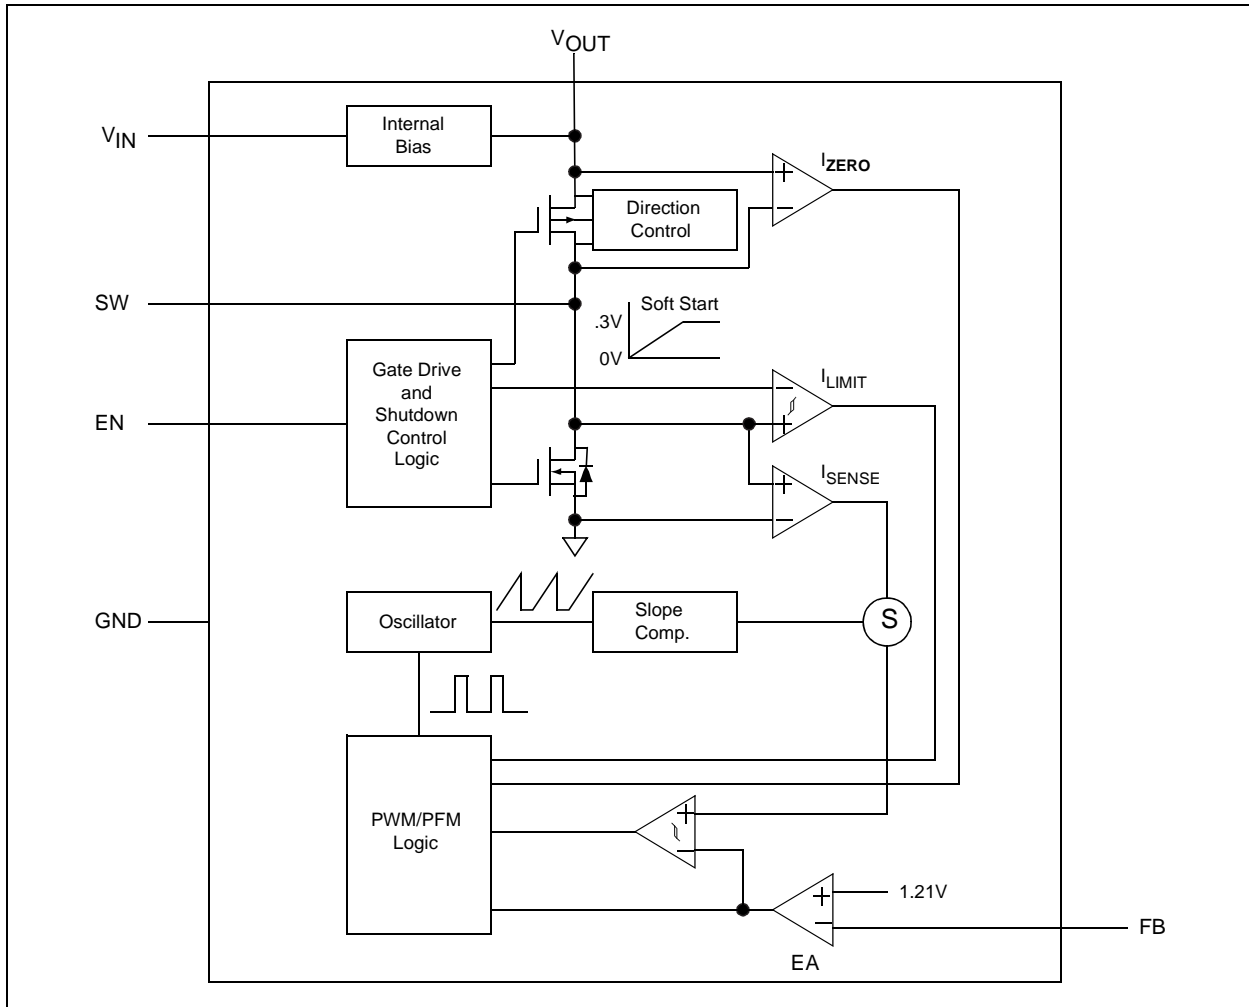 VOUT
VIN
Internal
Bias
IZERO
+
−
Direction
Control
SW
Soft Start
.3V
0V
Gate Drive
and
Shutdown
Control
Logic
ILIMIT
−
+
EN
ISENSE
+
−
GND
Oscillator
Slope
Comp.
S
PWM/PFM
Logic
+
−
+
1.21V
−
FB
EA